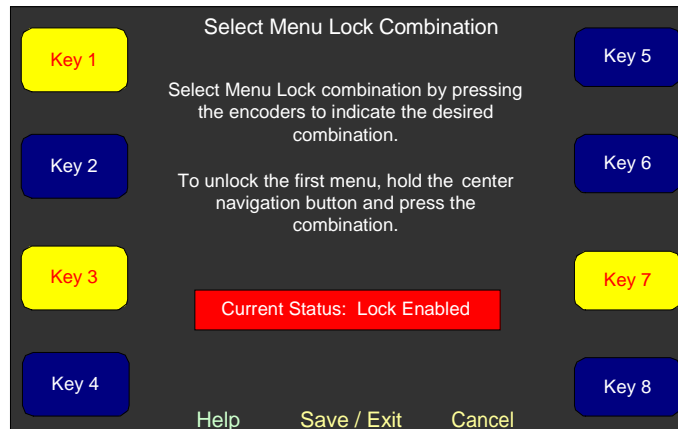 Select Menu Lock Combination
Key 1
Key 5
Select Menu Lock combination by pressing
the encoders to indicate the desired
combination.
Key 2
Key 6
To unlock the first menu, hold the center
navigation button and press the
combination.
Key 3
Key 7
Current Status: Lock Enabled
Key 4
Key 8
Help Save / Exit Cancel